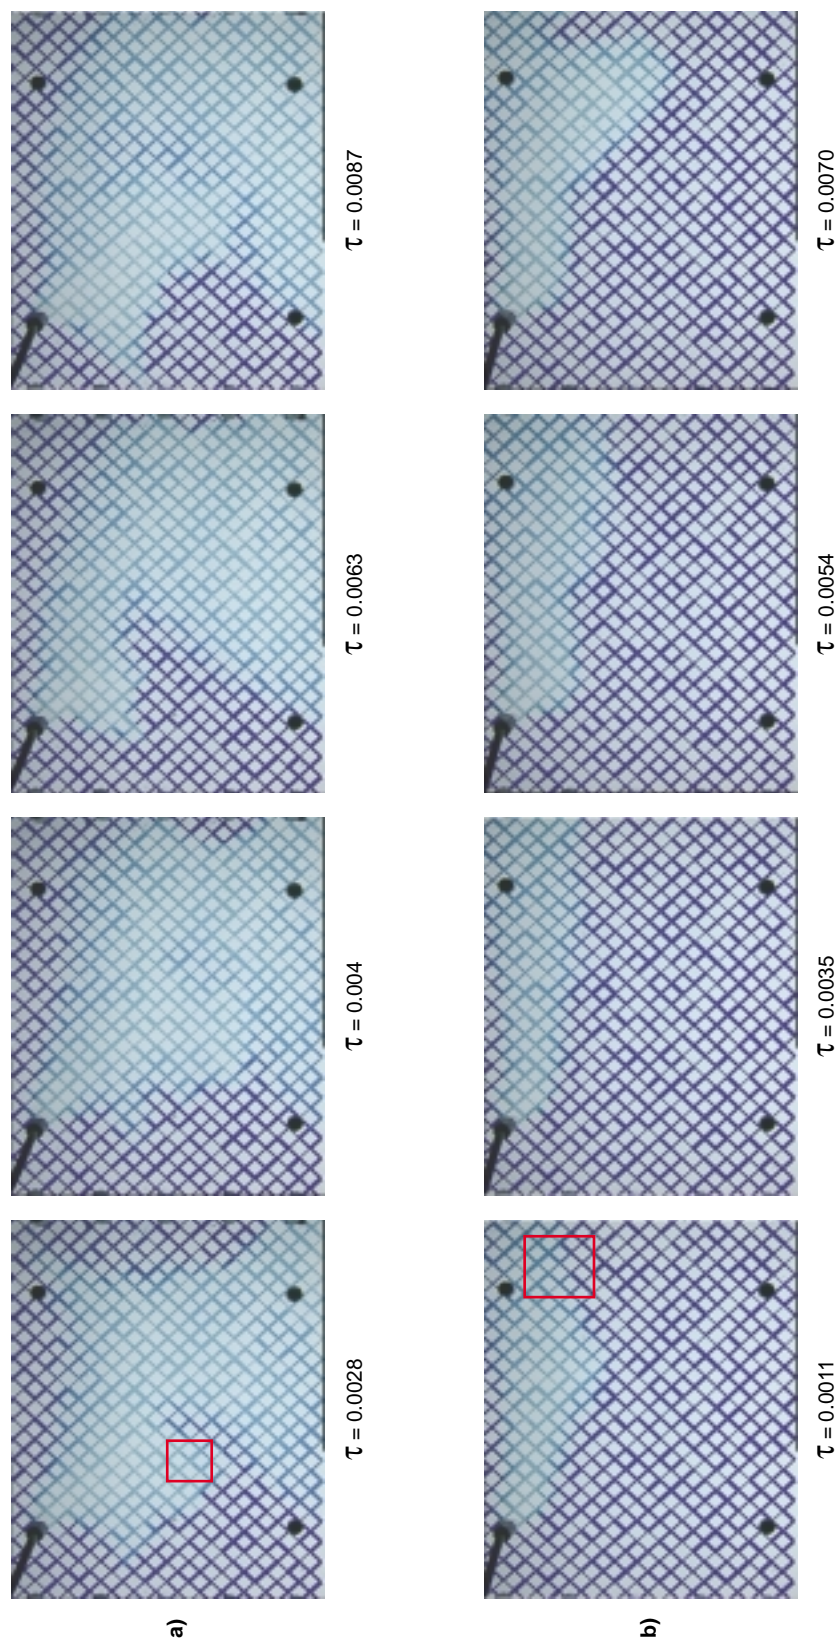 a)
τ = 0.0028
τ = 0.004
τ = 0.0063
τ = 0.0087
b)
τ = 0.0011
τ = 0.0035
τ = 0.0054
τ = 0.0070